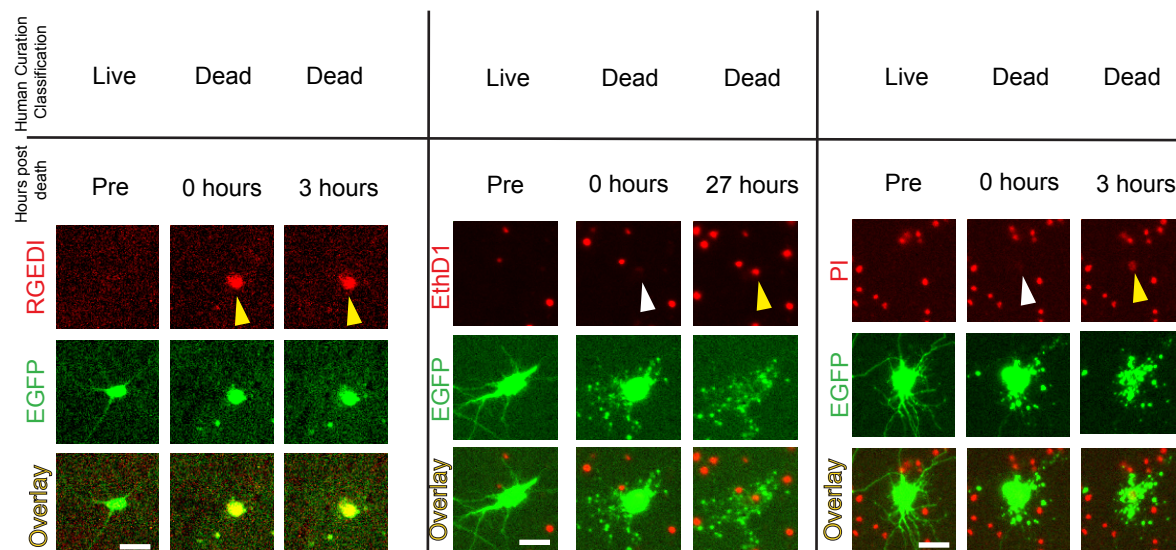 Human Curation
Classification
Live Dead Dead
Live Dead Dead
Live Dead Dead
Hours post
death
Pre 0 hours 3 hours
Pre 0 hours 27 hours
Pre 0 hours 3 hours
RGEDI
EGFP
Overlay
EthD1
EGFP
Overlay
PI
EGFP
Overlay